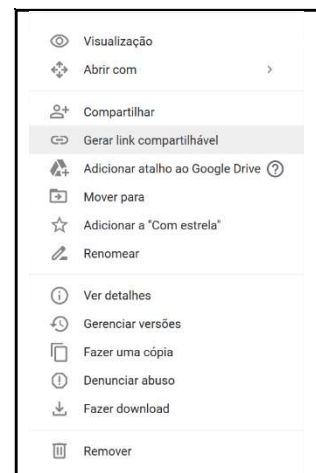 Visualização
Abrir com
Compartilhar
Gerar link compartilhável
Adicionar atalho ao Google Drive
Mover para
Adicionar a "Com estrela"
Renomear
Ver detalhes
Gerenciar versões
Fazer uma cópia
Denunciar abuso
Fazer download
Remover